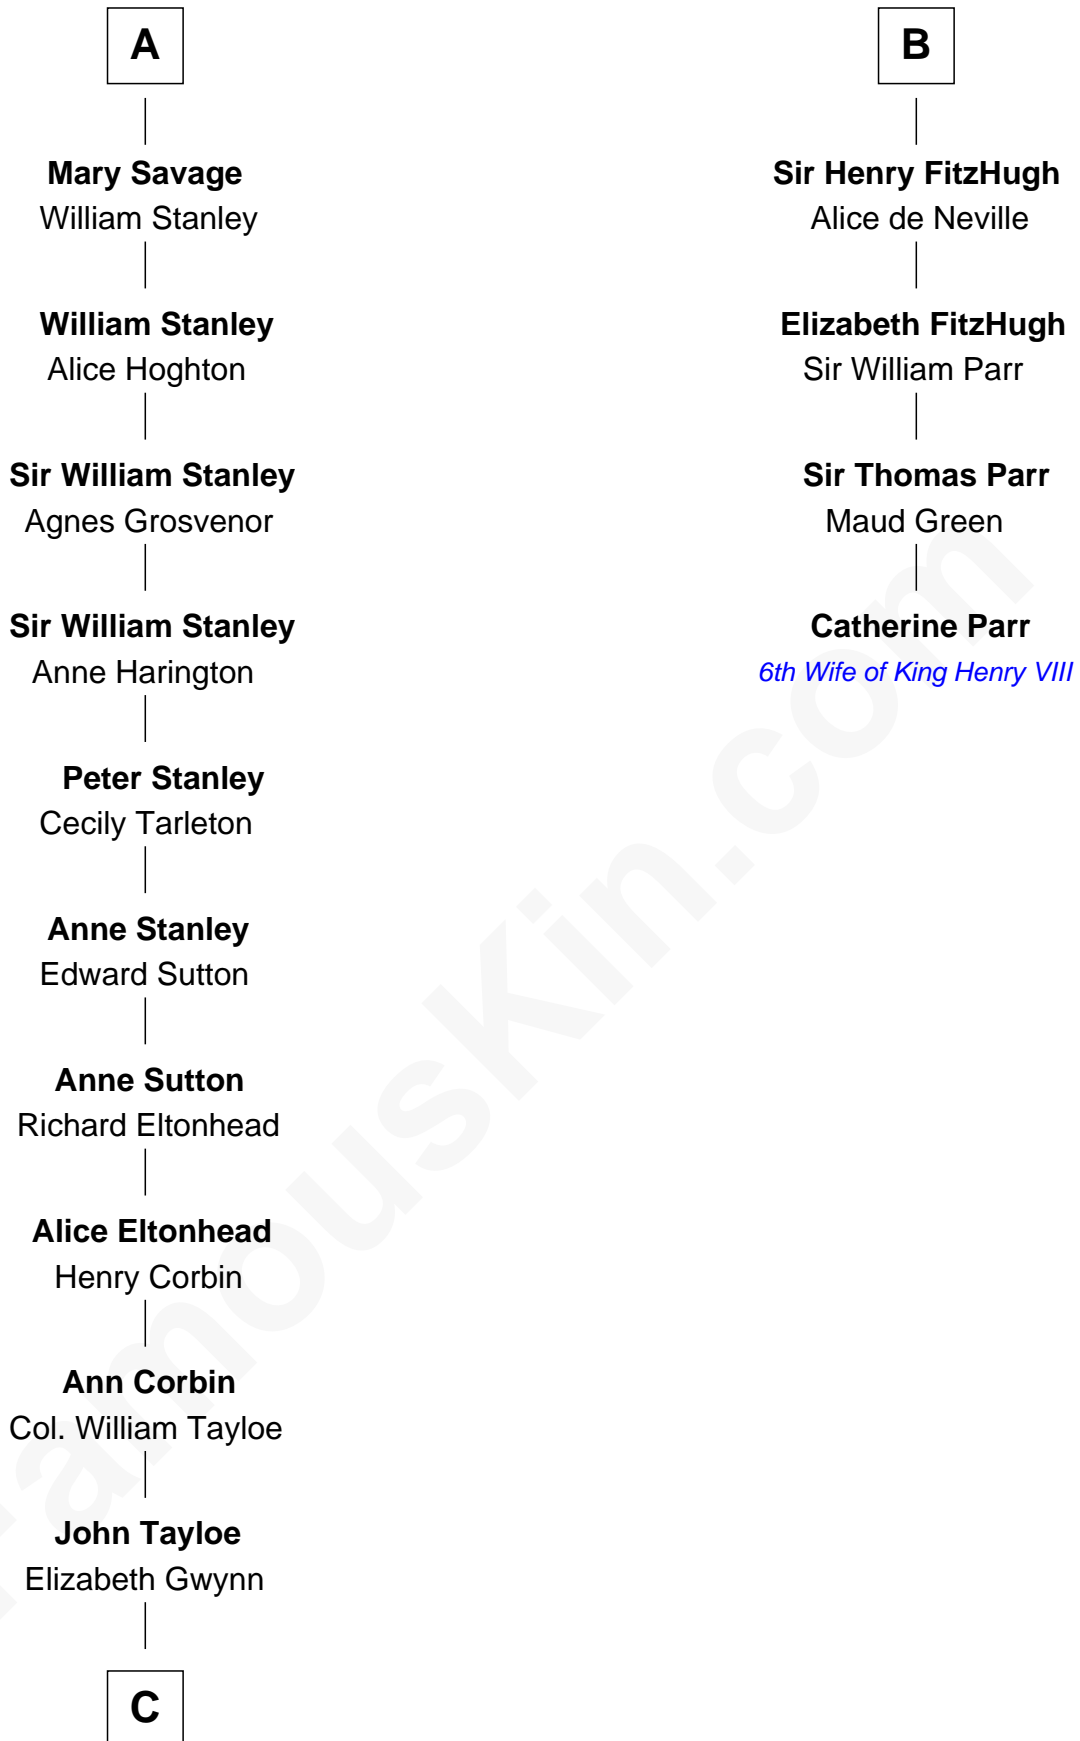 A
Mary Savage
William Stanley
William Stanley
Alice Hoghton
Sir William Stanley
Agnes Grosvenor
Sir William Stanley
Anne Harington
Peter Stanley
Cecily Tarleton
Anne Stanley
Edward Sutton
Anne Sutton
Richard Eltonhead
Alice Eltonhead
Henry Corbin
Ann Corbin
Col. William Tayloe
John Tayloe
Elizabeth Gwynn
C
B
Sir Henry FitzHugh
Alice de Neville
Elizabeth FitzHugh
Sir William Parr
Sir Thomas Parr
Maud Green
Catherine Parr
6th Wife of King Henry VIII
FamousKin.com